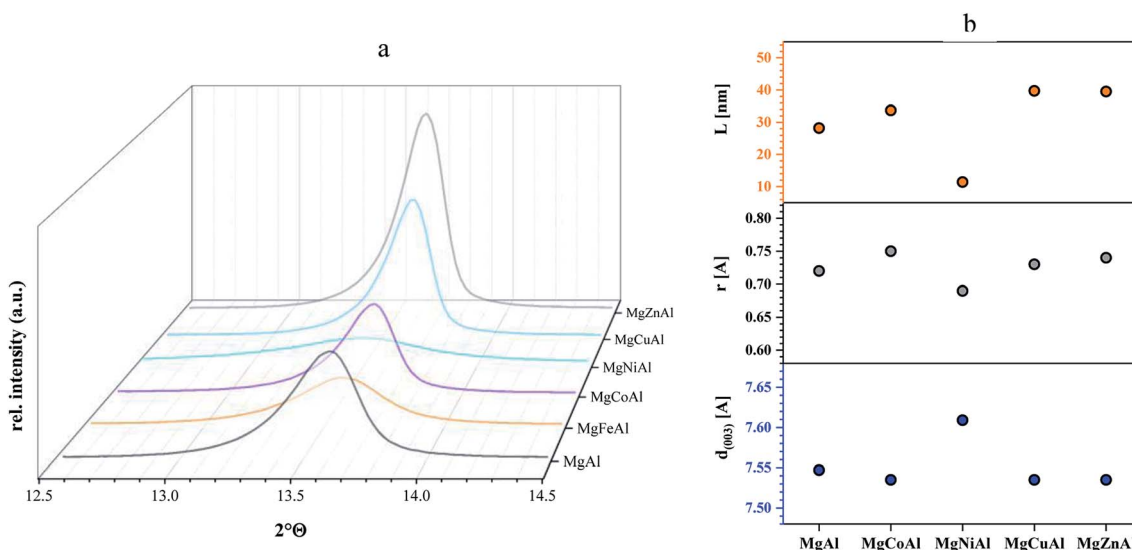 a
rel. intensity (a.u.)
MgZnAl
MgCuAl
MgNiAl
MgCoAl
MgFeAl
MgAl
12.5 13.0 13.5 14.0 14.5
2°Θ
b
L [nm]
50
40
30
20
10
r [A]
0.80
0.75
0.70
0.65
0.60
d(003) [A]
7.65
7.60
7.55
7.50
MgAl MgCoAl MgNiAl MgCuAl MgZnA